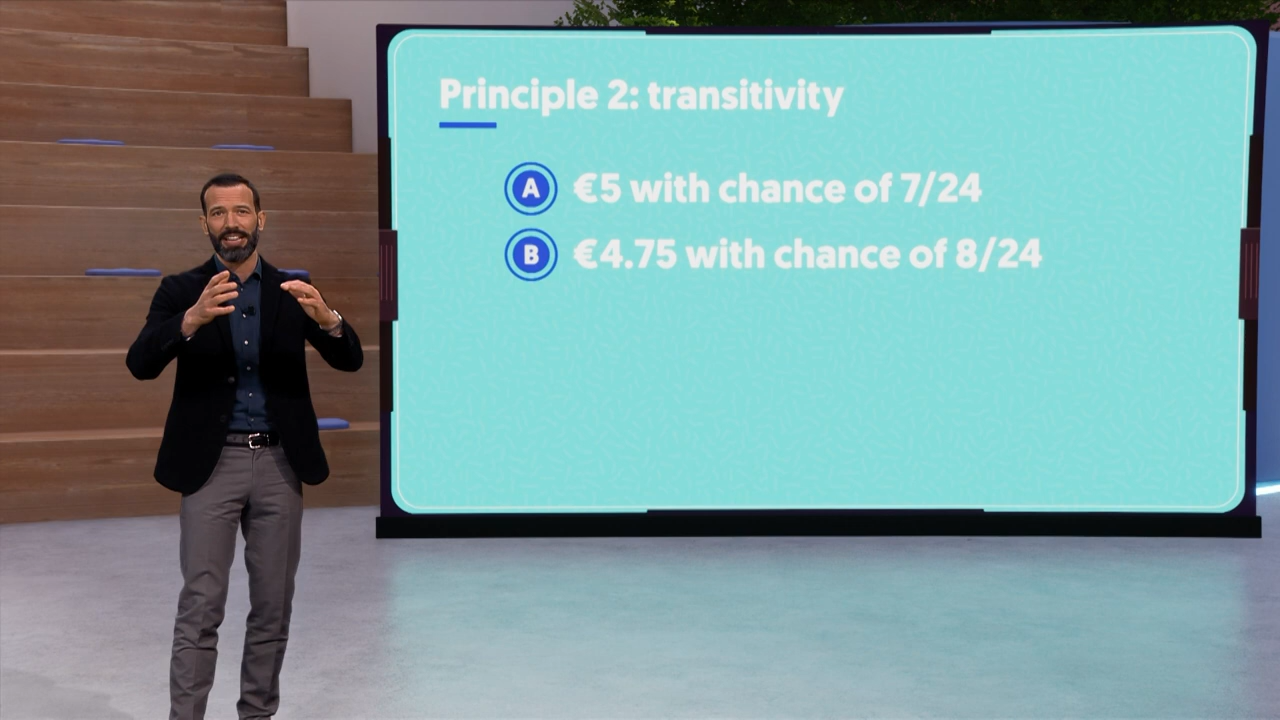 Principle 2: transitivity
A €5 with chance of 7/24
B €4.75 with chance of 8/24